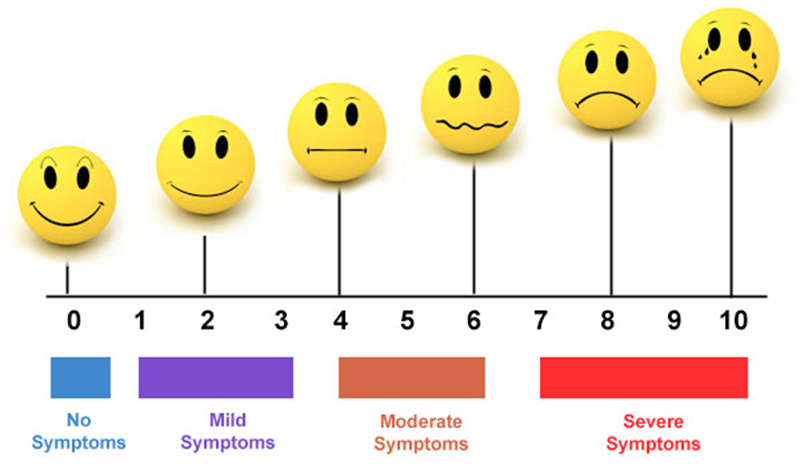 0 1 2 3 4 5 6 7 8 9 10
No Mild Moderate Severe
Symptoms Symptoms Symptoms Symptoms